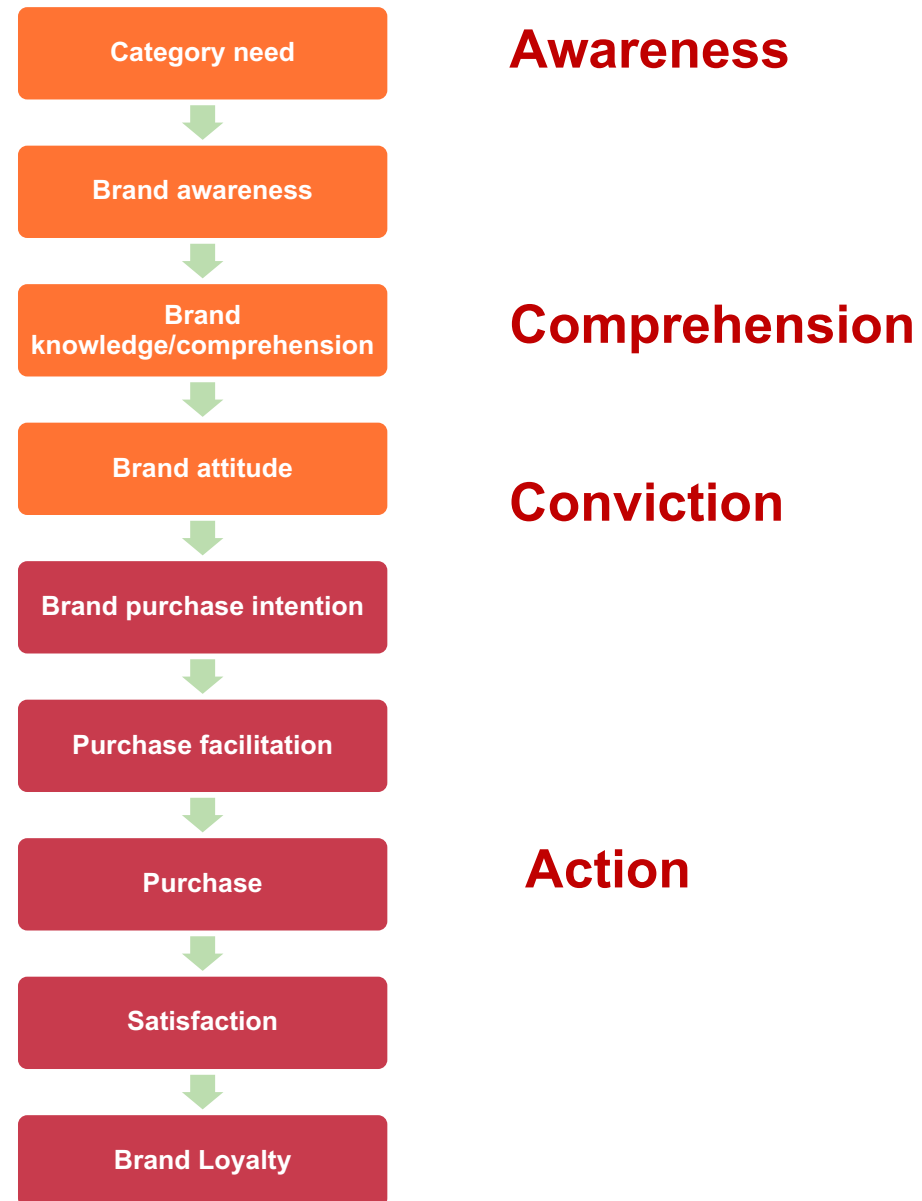 Category need
Awareness
Brand awareness
Brand
knowledge/comprehension
Comprehension
Brand attitude
Conviction
Brand purchase intention
Purchase facilitation
Purchase
Action
Satisfaction
Brand Loyalty